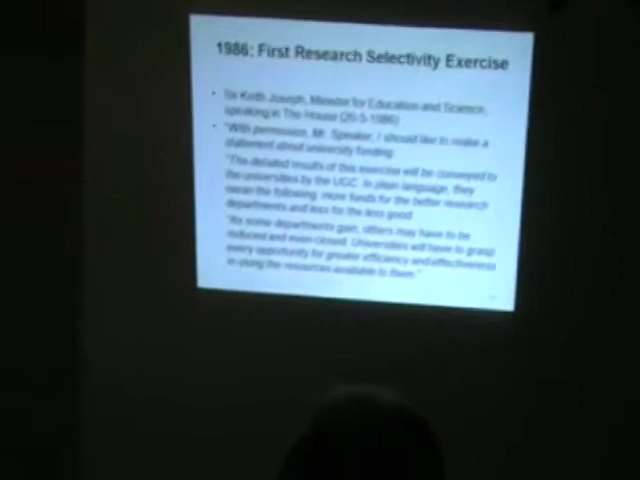 1986: First Research Selectivity Exercise
• Sir Keith Joseph, Minister for Education and Science,
speaking in The House (20-5-1986)
• "With permission, Mr. Speaker, I should like to make a
statement about university funding.
"The detailed results of this exercise will be conveyed to
the universities by the UGC. In plain language, they
mean the following: more funds for the better research
departments and less for the less good.
"As some departments gain, others may have to be
reduced and even closed. Universities will have to grasp
every opportunity for greater efficiency and effectiveness
in using the resources available to them."